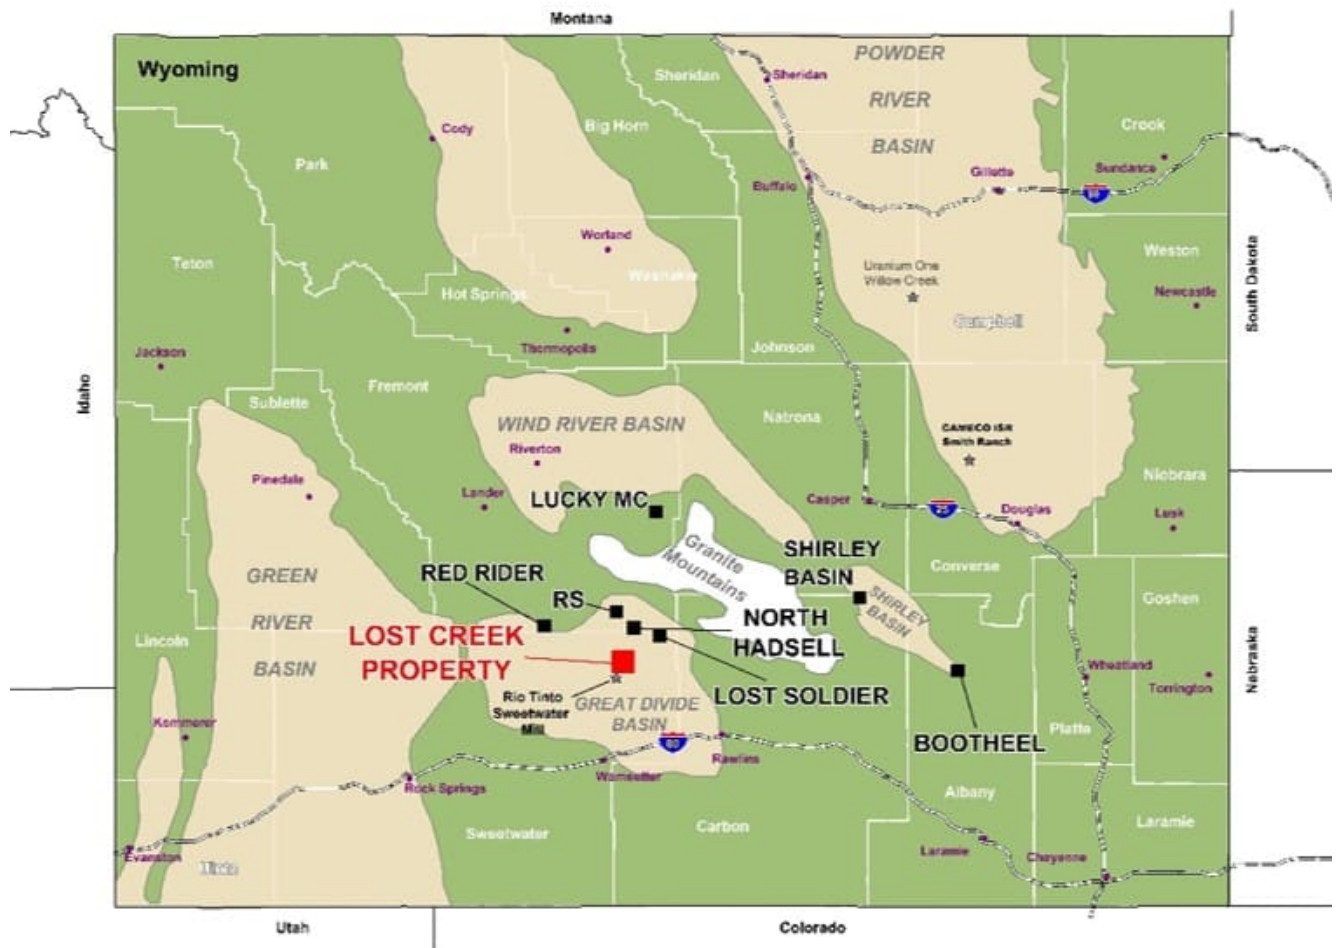 Montana
Wyoming
POWDER
RIVER
BASIN
Sheridan
Sheridan
Cody
Big Horn
Crook
Park
Sundance
Gillette
Buffalo
90
Worland
Weston
Teton
Washakie
Uranium One
Willow Creek
Hot Springs
Newcastle
South Dakota
Campbell
Thermopolis
Johnson
Jackson
Idaho
Fremont
Sublette
WIND RIVER BASIN
Natrona
CAMECO ISR
Smith Ranch
Riverton
Pinedale
Niobrara
Lander
LUCKY MC
Casper
25
Douglas
Lusk
Granite
Mountains
SHIRLEY
BASIN
Converse
GREEN
RIVER
BASIN
RED RIDER
RS
SHIRLEY
BASIN
Goshen
NORTH
HADSELL
LOST CREEK
PROPERTY
Lincoln
Wheatland
Torrington
Nebraska
LOST SOLDIER
Rio Tinto
Sweetwater
Mill
GREAT DIVIDE
BASIN
Kemmerer
Platte
BOOTHEEL
80
Rawlins
Wamsutter
Rock Springs
Albany
Sweetwater
Carbon
Laramie
Laramie
Cheyenne
Evanston
Uinta
Utah
Colorado